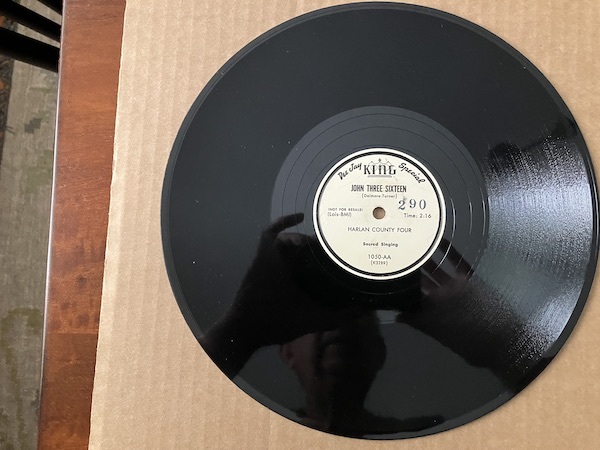 Dee Jay KING Special
JOHN THREE SIXTEEN
(Delmore-Turner)
(NOT FOR RESALE) 290
(Lois-BMI) Time: 2.16
HARLAN COUNTY FOUR
Sacred Singing
1050-AA
(K3789)